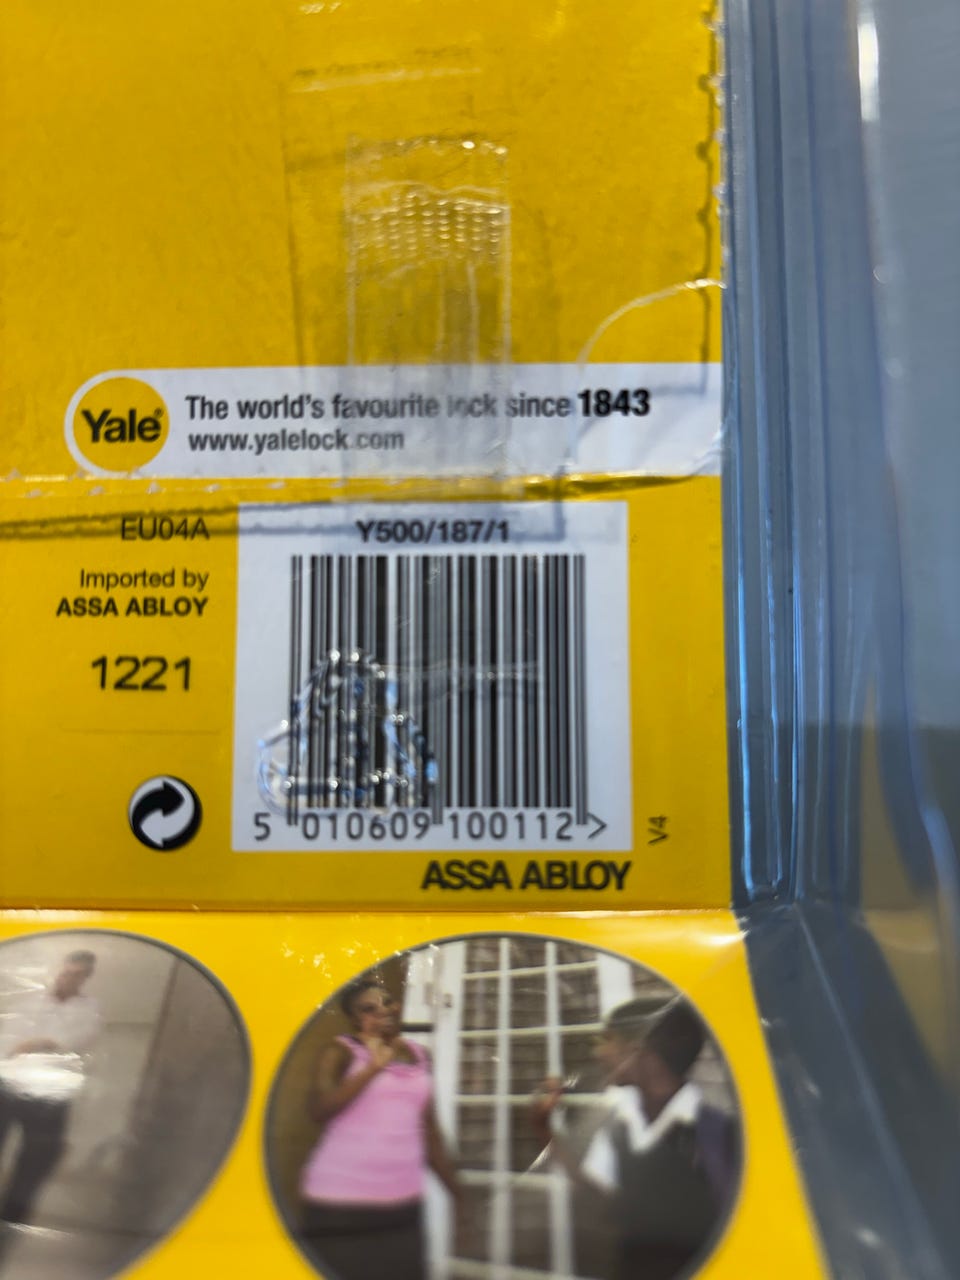 Yale®
The world's favourite lock since 1843
www.yalelock.com
EU04A
Y500/187/1
Imported by
ASSA ABLOY
1221
5 010609 100112 >
V4
ASSA ABLOY